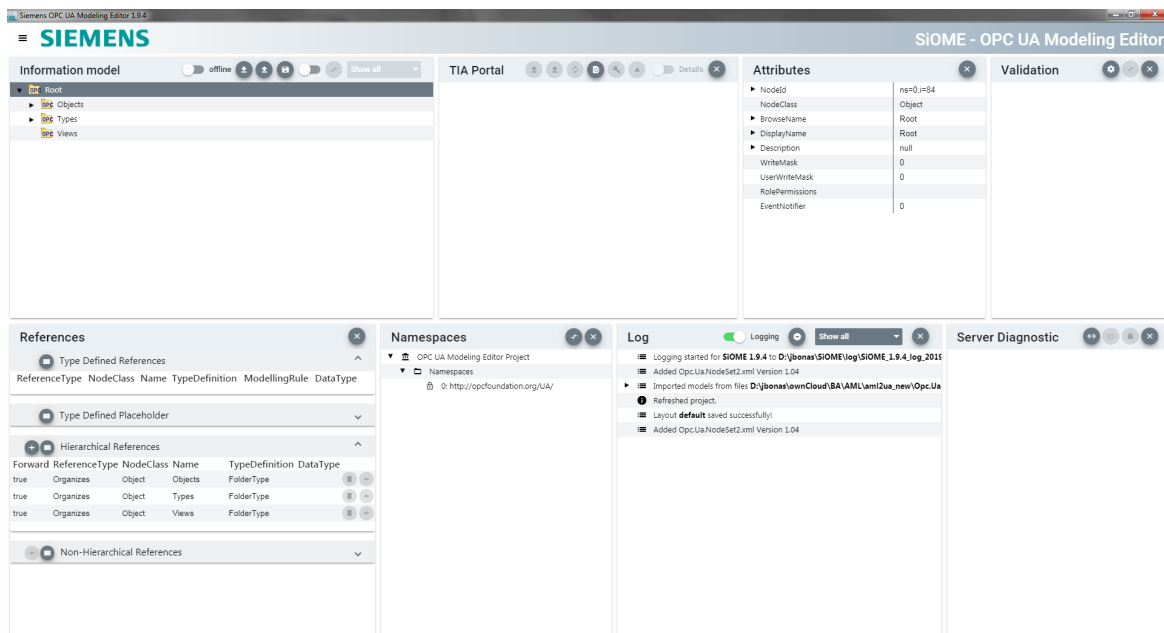 Siemens OPC UA Modeling Editor 1.9.4
SIEMENS
SiOME - OPC UA Modeling Editor
Information model
offline
Show all
Root
Objects
Types
Views
TIA Portal
Details
Attributes
NodeId ns=0;i=84
NodeClass Object
BrowseName Root
DisplayName Root
Description null
WriteMask 0
UserWriteMask 0
RolePermissions
EventNotifier 0
Validation
References
Type Defined References
ReferenceType NodeClass Name TypeDefinition ModellingRule DataType
Type Defined Placeholder
Hierarchical References
Forward ReferenceType NodeClass Name TypeDefinition DataType
true Organizes Object Objects FolderType
true Organizes Object Types FolderType
true Organizes Object Views FolderType
Non-Hierarchical References
Namespaces
OPC UA Modeling Editor Project
Namespaces
0: http://opcfoundation.org/UA/
Log
Logging
Show all
Logging started for SiOME 1.9.4 to D:\jbonas\SiOME\log\SiOME_1.9.4_log_2019
Added Opc.Ua.NodeSet2.xml Version 1.04
Imported models from files D:\jbonas\ownCloud\BA\AML\aml2ua_new\Opc.Ua
Refreshed project.
Layout default saved successfully!
Added Opc.Ua.NodeSet2.xml Version 1.04
Server Diagnostic